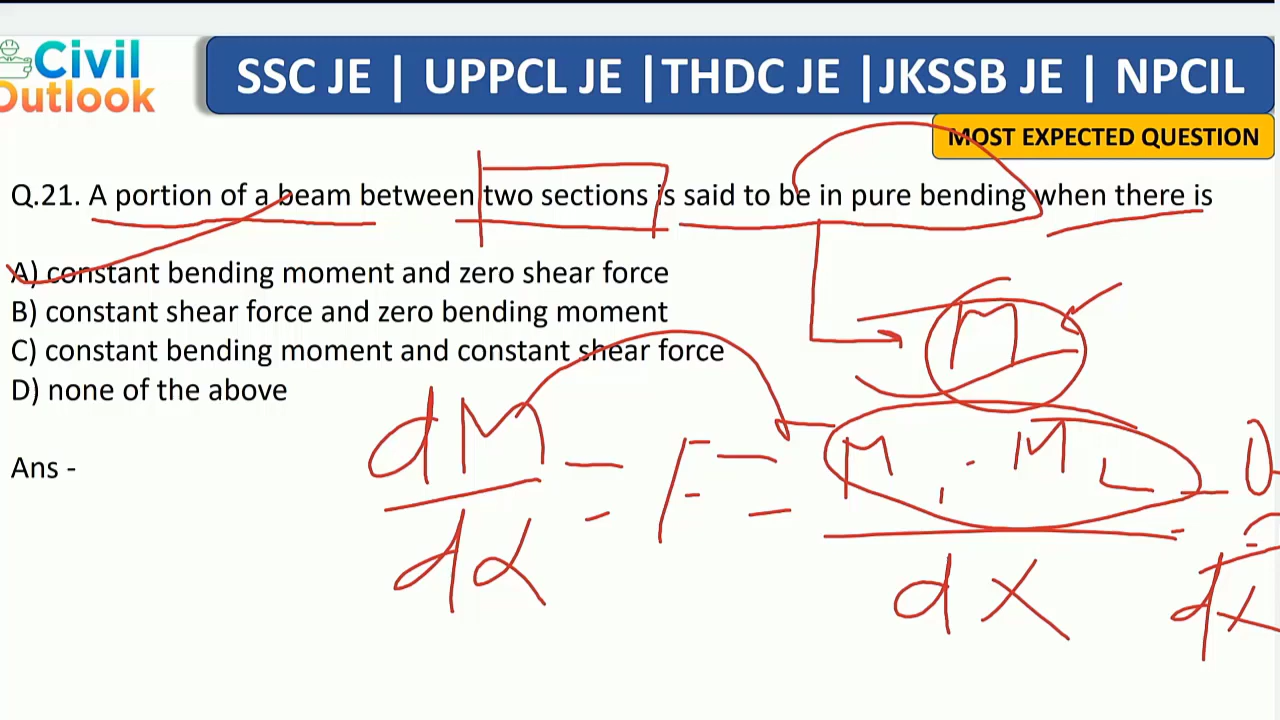 Civil
Outlook
SSC JE | UPPCL JE |THDC JE |JKSSB JE | NPCIL
MOST EXPECTED QUESTION
Q.21. A portion of a beam between two sections is said to be in pure bending when there is
A) constant bending moment and zero shear force
B) constant shear force and zero bending moment
C) constant bending moment and constant shear force
D) none of the above
M
dM = F = M
dx dx
Ans -